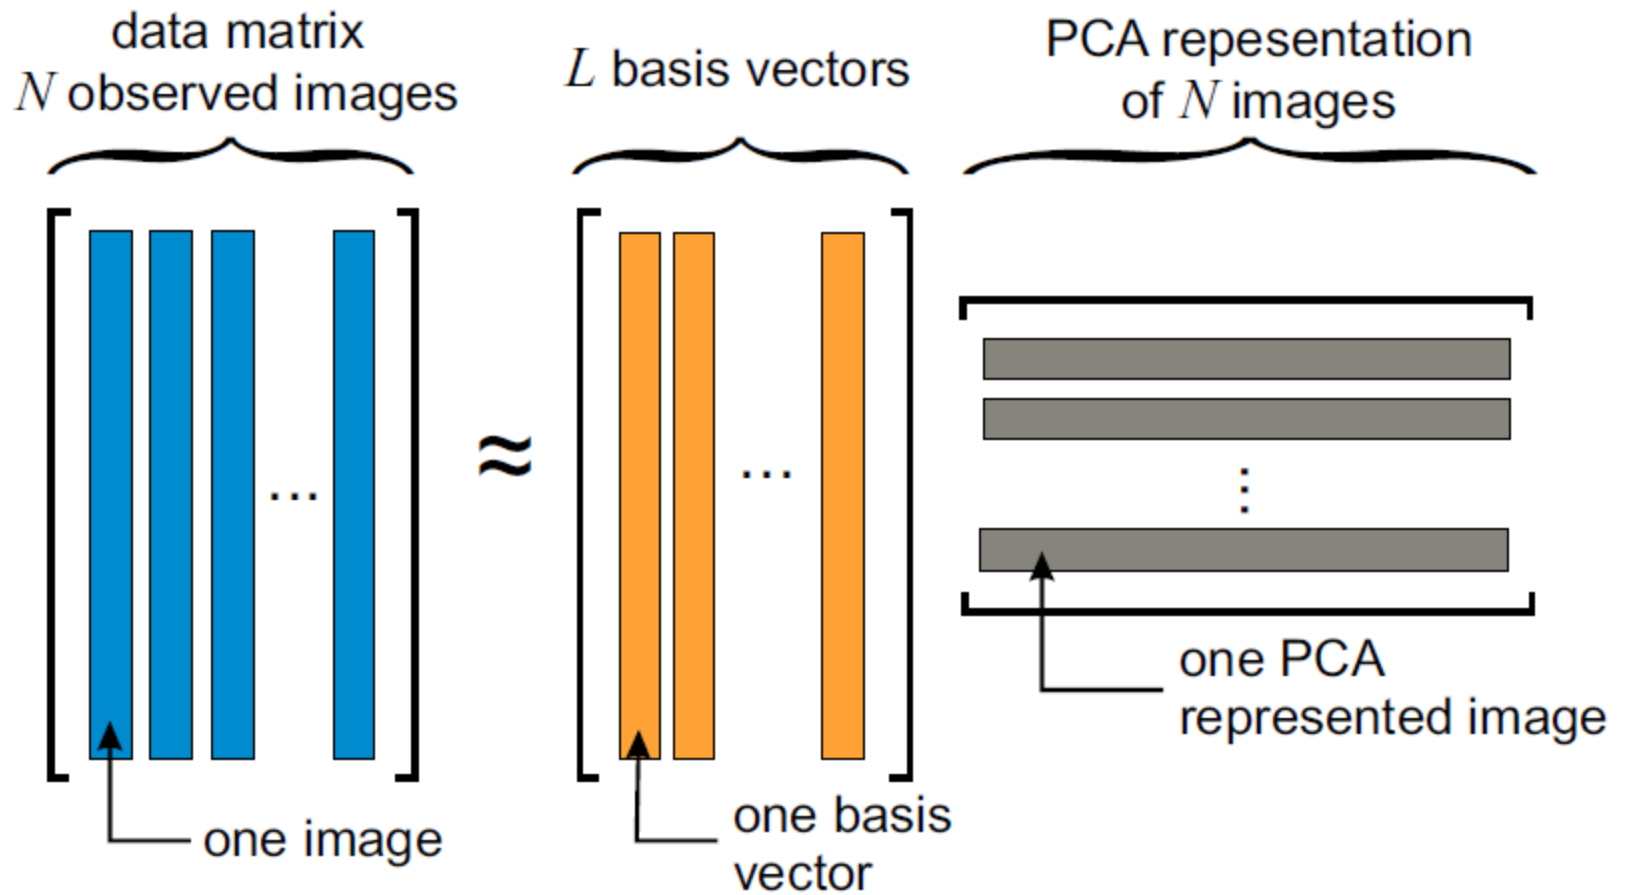 data matrix
N observed images
L basis vectors
PCA repesentation
of N images
...
≈
...
⋮
one image
one basis
vector
one PCA
represented image